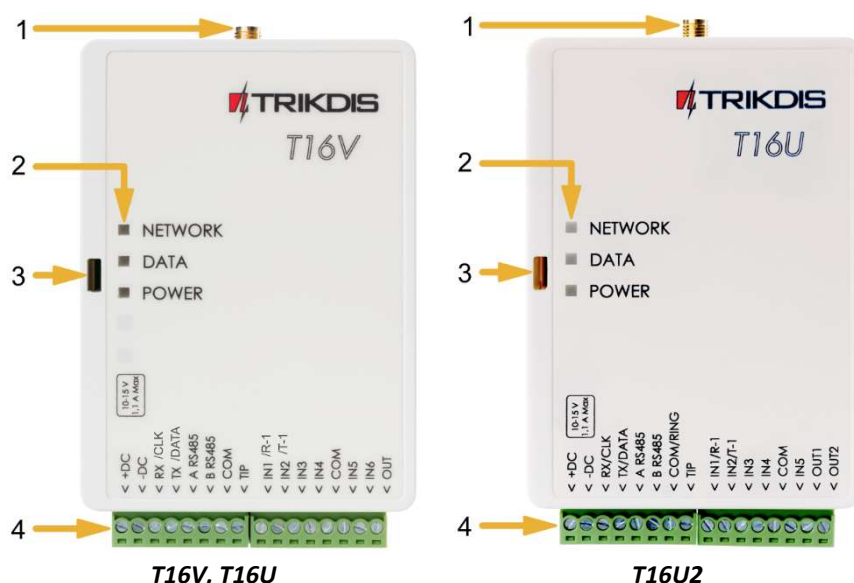 1
TRIKDIS
T16V
2
NETWORK
DATA
POWER
3
10-15 V
1,1 A Max
< +DC
< -DC
< RX /CLK
< TX /DATA
< A RS485
< B RS485
< COM
< TIP
< IN1 /R-1
< IN2 /T-1
< IN3
< IN4
< COM
< IN5
< IN6
< OUT
4
T16V, T16U
1
TRIKDIS
T16U
2
NETWORK
DATA
POWER
3
10-15 V
1,1 A Max
< +DC
< -DC
< RX/CLK
< TX/DATA
< A RS485
< B RS485
< COM/RING
< TIP
< IN1/R-1
< IN2/T-1
< IN3
< IN4
< COM
< IN5
< OUT1
< OUT2
4
T16U2